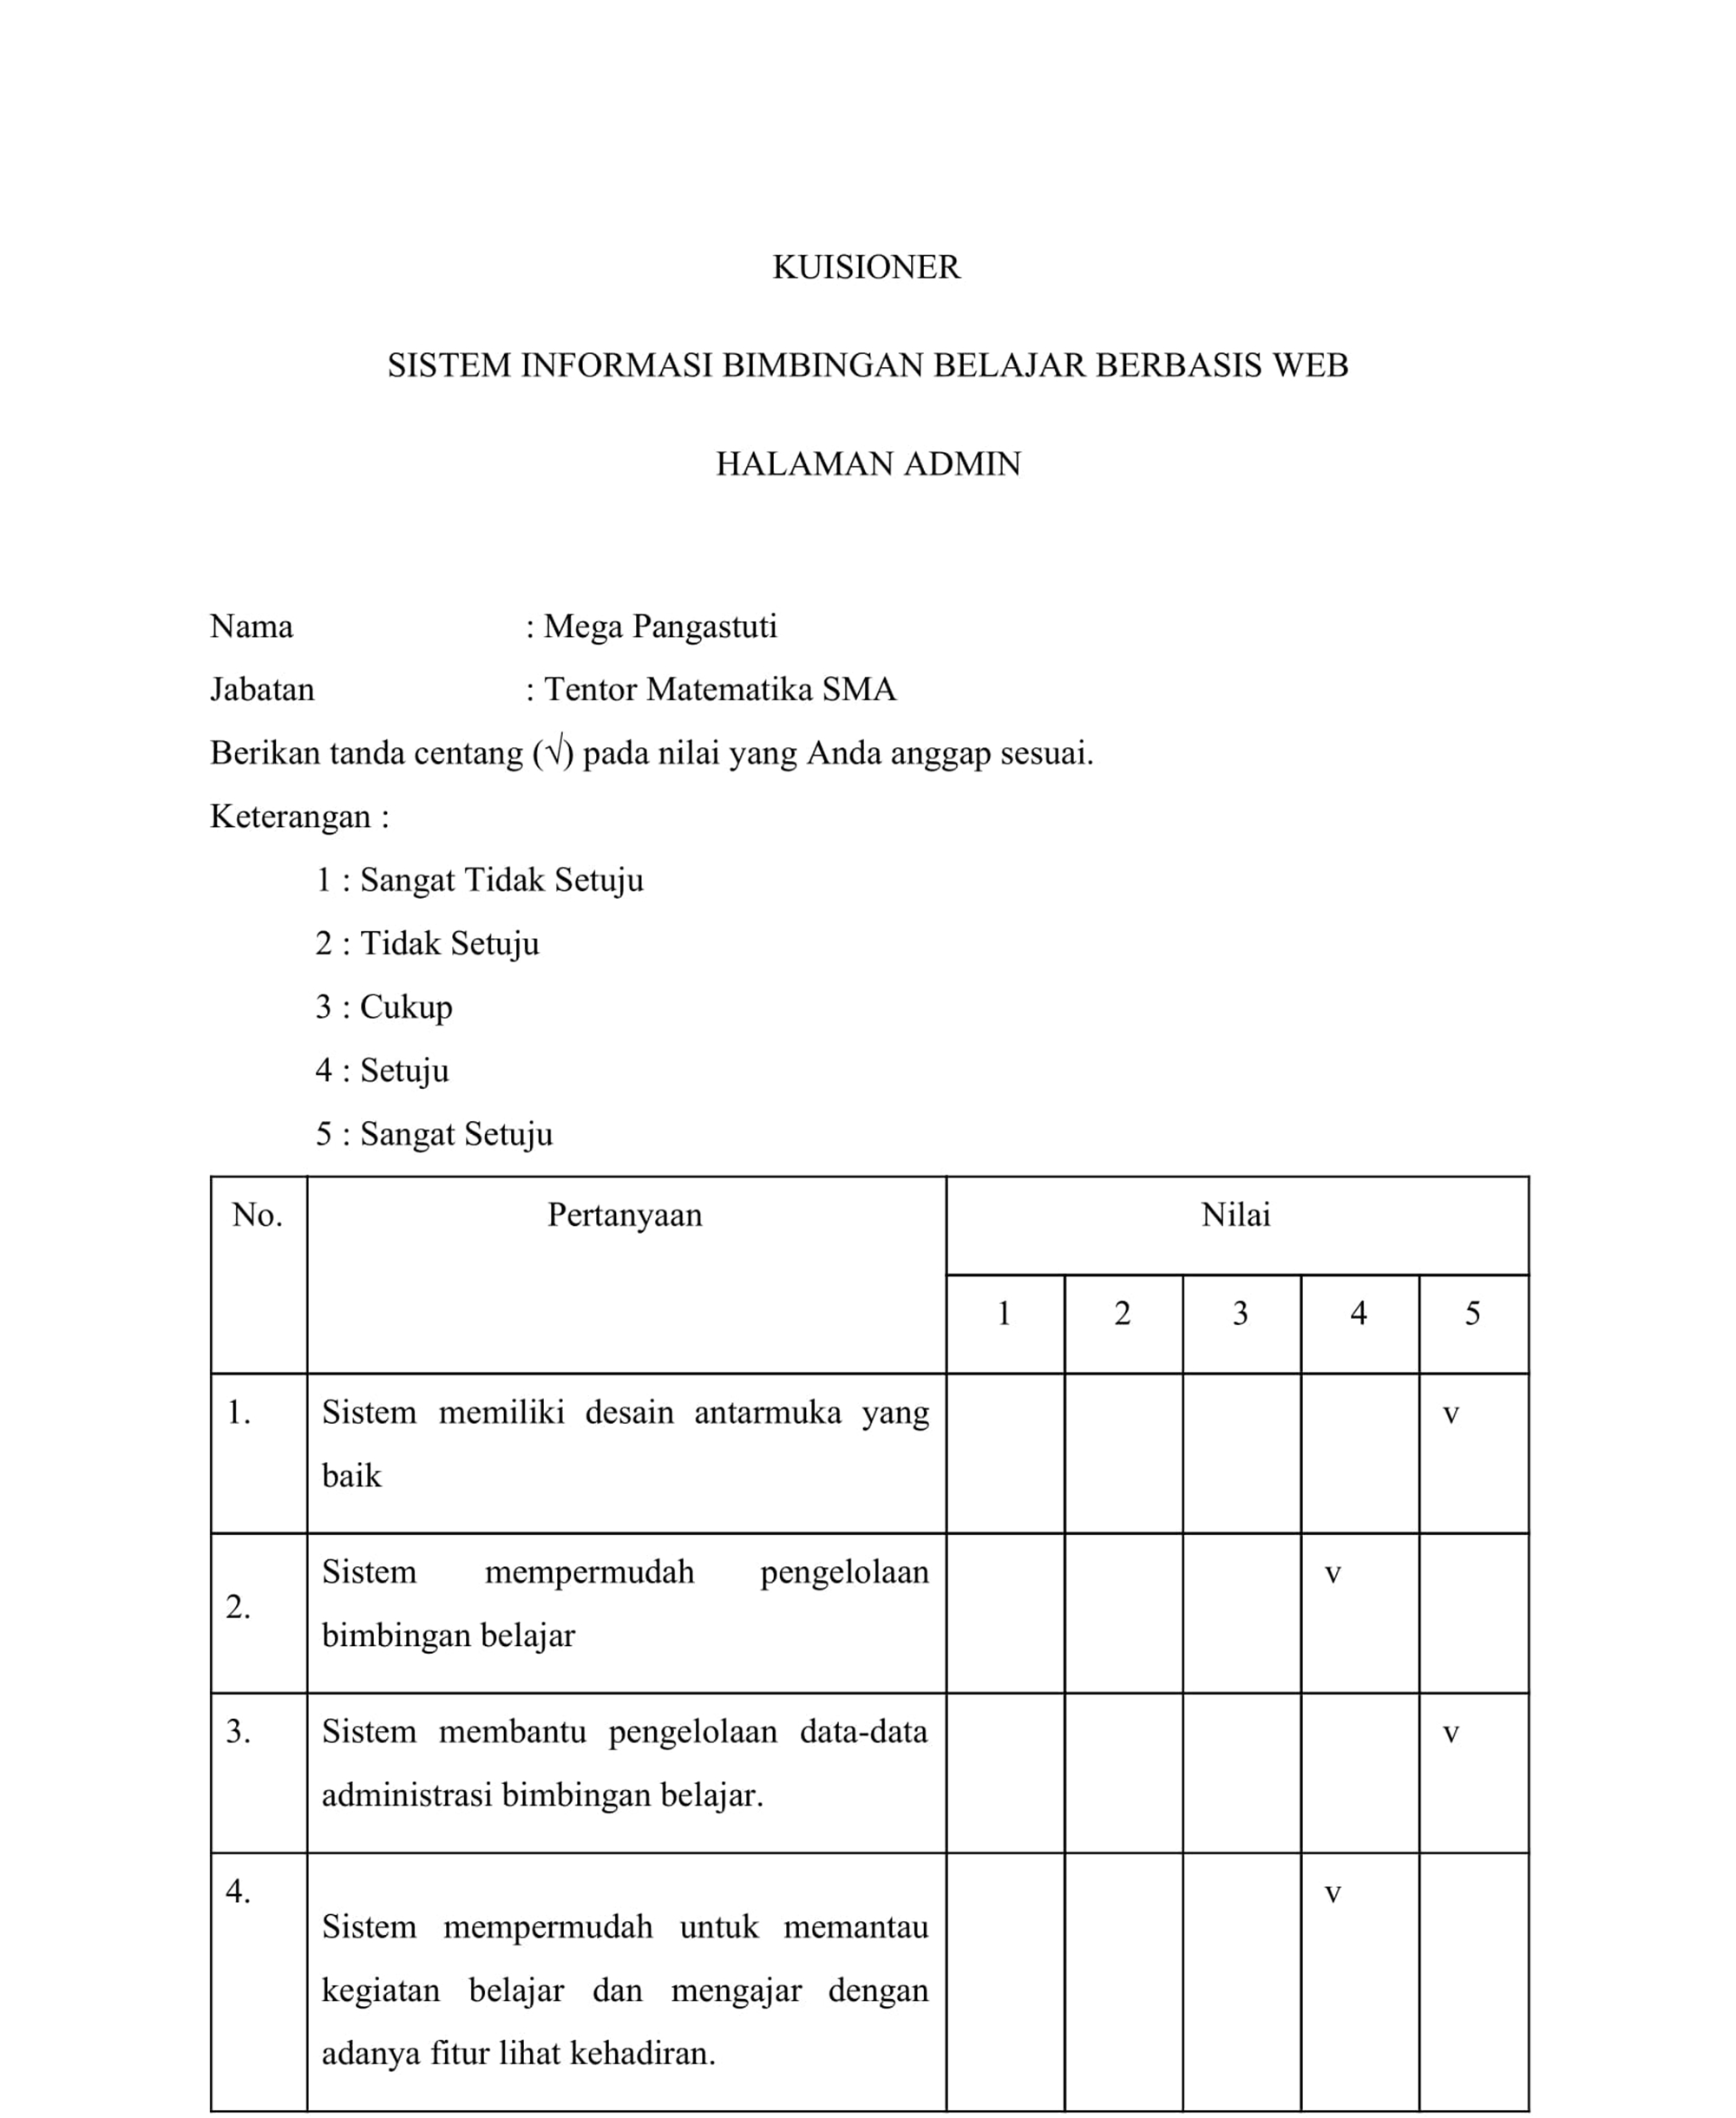 KUISIONER
SISTEM INFORMASI BIMBINGAN BELAJAR BERBASIS WEB
HALAMAN ADMIN
Nama : Mega Pangastuti
Jabatan : Tentor Matematika SMA
Berikan tanda centang (√) pada nilai yang Anda anggap sesuai.
Keterangan :
1 : Sangat Tidak Setuju
2 : Tidak Setuju
3 : Cukup
4 : Setuju
5 : Sangat Setuju
No. Pertanyaan Nilai
1 2 3 4 5
1. Sistem memiliki desain antarmuka yang v
baik
Sistem mempermudah pengelolaan v
2.
bimbingan belajar
3. Sistem membantu pengelolaan data-data v
administrasi bimbingan belajar.
4. v
Sistem mempermudah untuk memantau
kegiatan belajar dan mengajar dengan
adanya fitur lihat kehadiran.